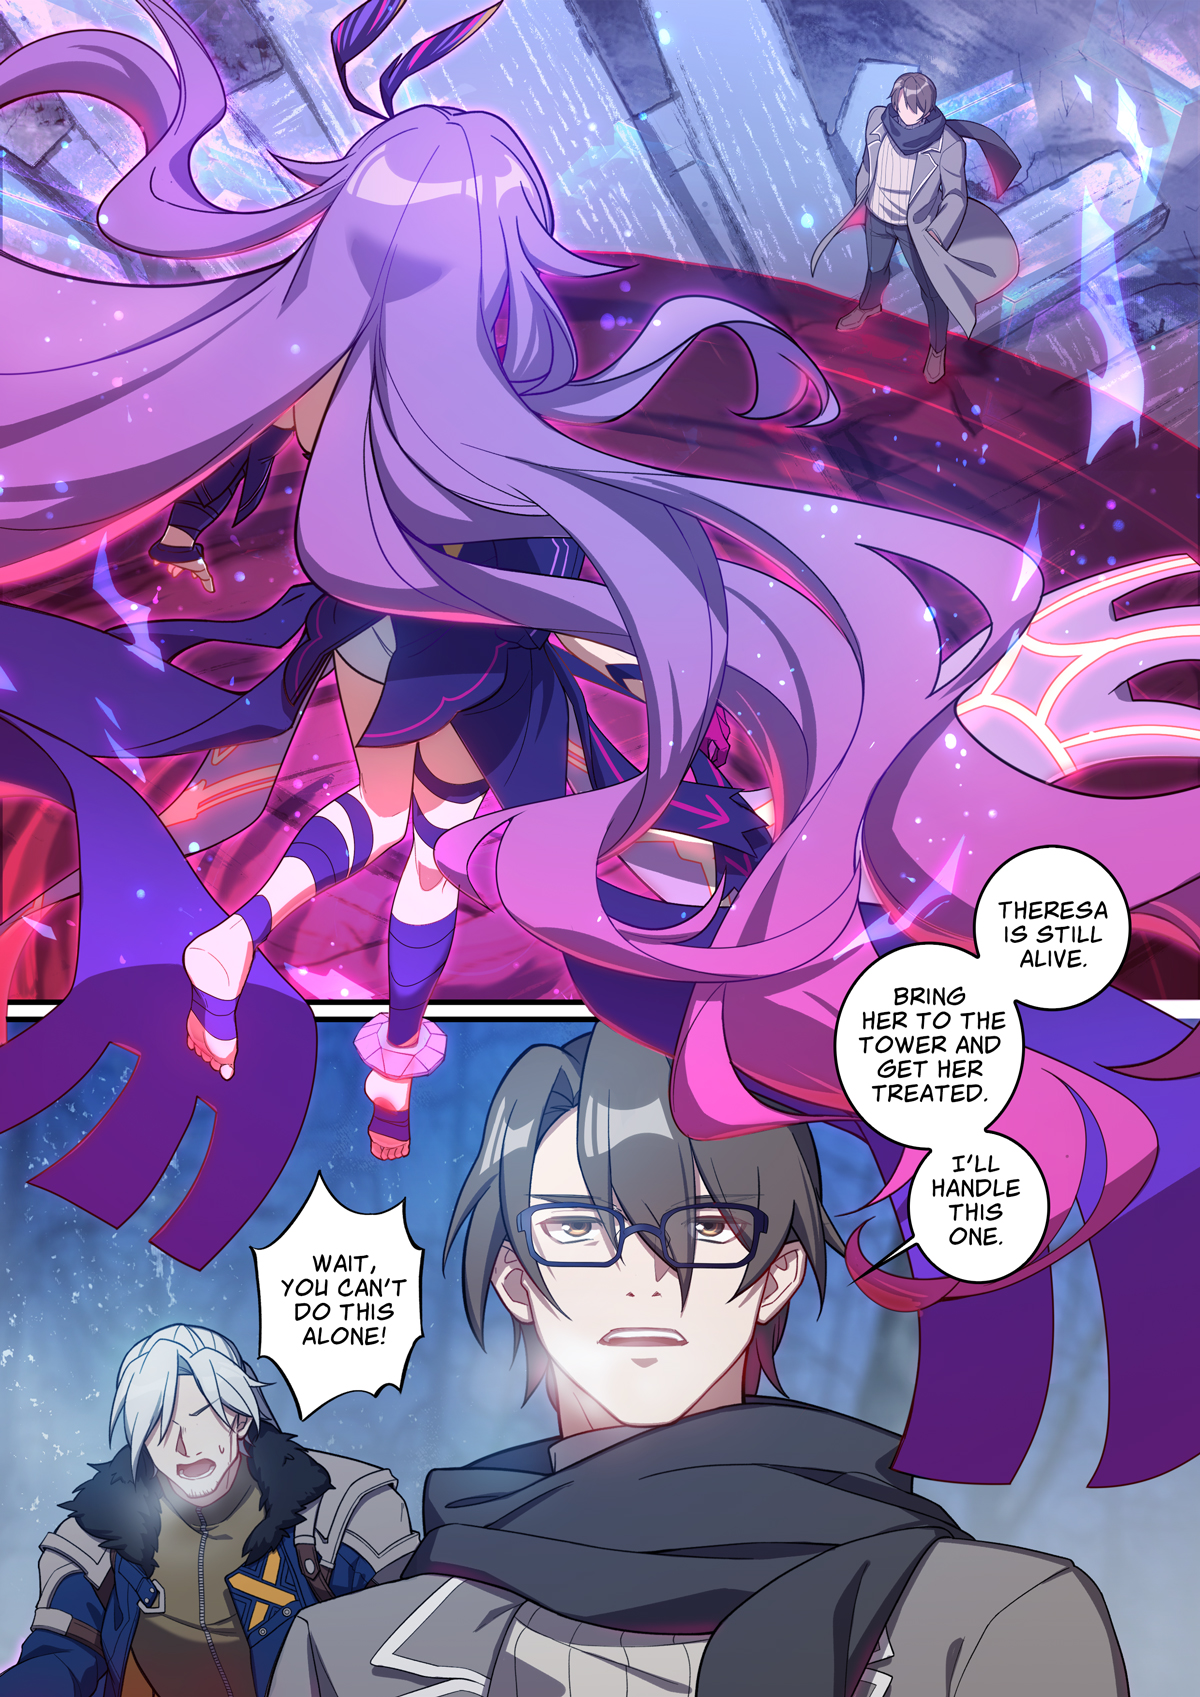 THERESA
IS STILL
ALIVE.
BRING
HER TO THE
TOWER AND
GET HER
TREATED.
I'LL
HANDLE
THIS
ONE.
WAIT,
YOU CAN'T
DO THIS
ALONE!